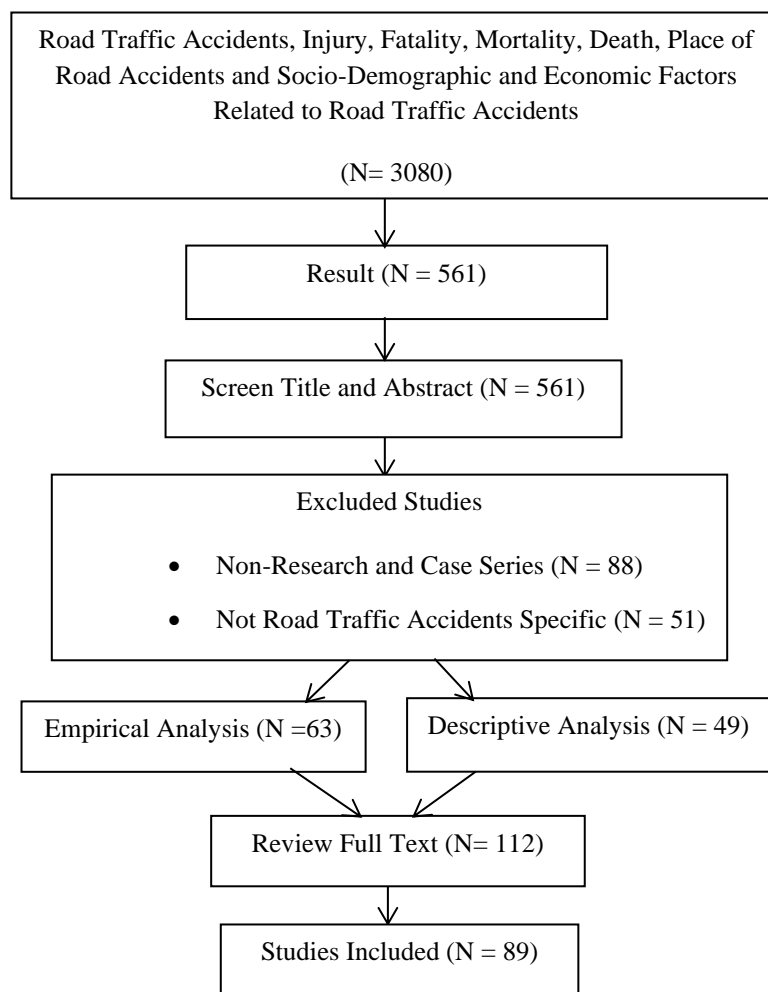 Road Traffic Accidents, Injury, Fatality, Mortality, Death, Place of
Road Accidents and Socio-Demographic and Economic Factors
Related to Road Traffic Accidents
(N= 3080)
Result (N = 561)
Screen Title and Abstract (N = 561)
Excluded Studies
• Non-Research and Case Series (N = 88)
• Not Road Traffic Accidents Specific (N = 51)
Empirical Analysis (N =63)
Descriptive Analysis (N = 49)
Review Full Text (N= 112)
Studies Included (N = 89)